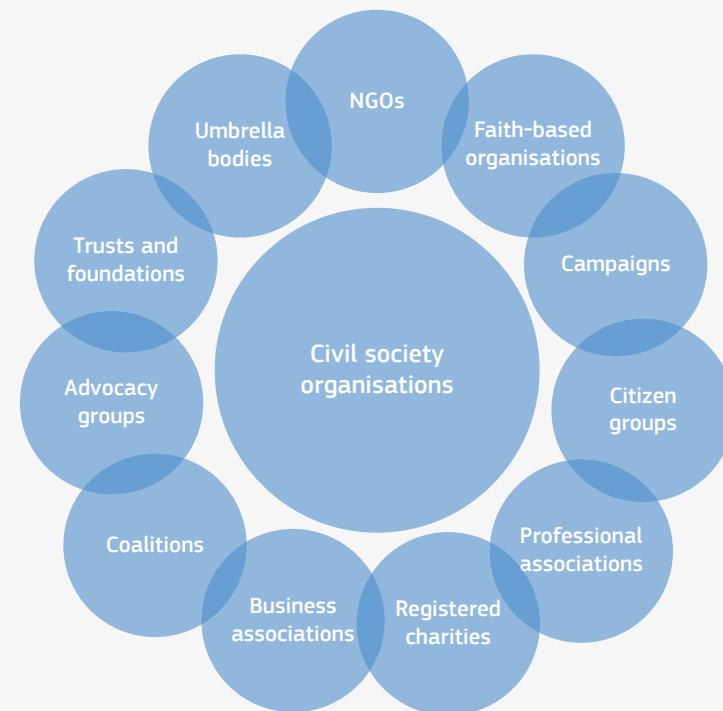 NGOs
Faith-based
organisations
Campaigns
Citizen
groups
Professional
associations
Registered
charities
Business
associations
Coalitions
Advocacy
groups
Trusts and
foundations
Umbrella
bodies
Civil society
organisations